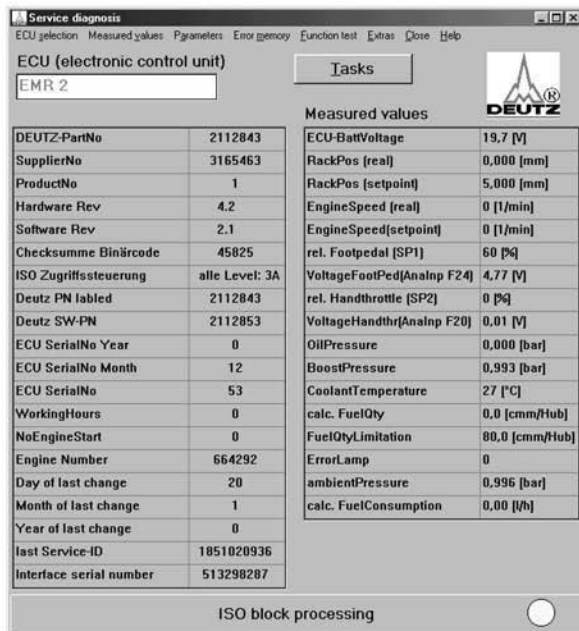 Service diagnosis
ECU selection Measured values Parameters Error memory Function test Extras Close Help
ECU (electronic control unit)
EMR 2
Tasks
DEUTZ®
DEUTZ-PartNo 2112843
SupplierNo 3165463
ProductNo 1
Hardware Rev 4.2
Software Rev 2.1
Checksumme Binärcode 45825
ISO Zugriffssteuerung alle Level: 3A
Deutz PN labled 2112843
Deutz SW-PN 2112853
ECU SerialNo Year 0
ECU SerialNo Month 12
ECU SerialNo 53
WorkingHours 0
NoEngineStart 0
Engine Number 664292
Day of last change 20
Month of last change 1
Year of last change 0
last Service-ID 1851020936
Interface serial number 513298287
Measured values
ECU-BattVoltage 19,7 [V]
RackPos (real) 0,000 [mm]
RackPos (setpoint) 5,000 [mm]
EngineSpeed (real) 0 [1/min]
EngineSpeed(setpoint) 0 [1/min]
rel. Footpedal (SP1) 60 [%]
VoltageFootPed(AnaInp F24) 4,77 [V]
rel. Handthrottle (SP2) 0 [%]
VoltageHandthr(AnaInp F20) 0,01 [V]
OilPressure 0,000 [bar]
BoostPressure 0,993 [bar]
CoolantTemperature 27 [°C]
calc. FuelQty 0,0 [cmm/Hub]
FuelQtyLimitation 80,0 [cmm/Hub]
ErrorLamp 0
ambientPressure 0,996 [bar]
calc. FuelConsumption 0,00 [l/h]
ISO block processing